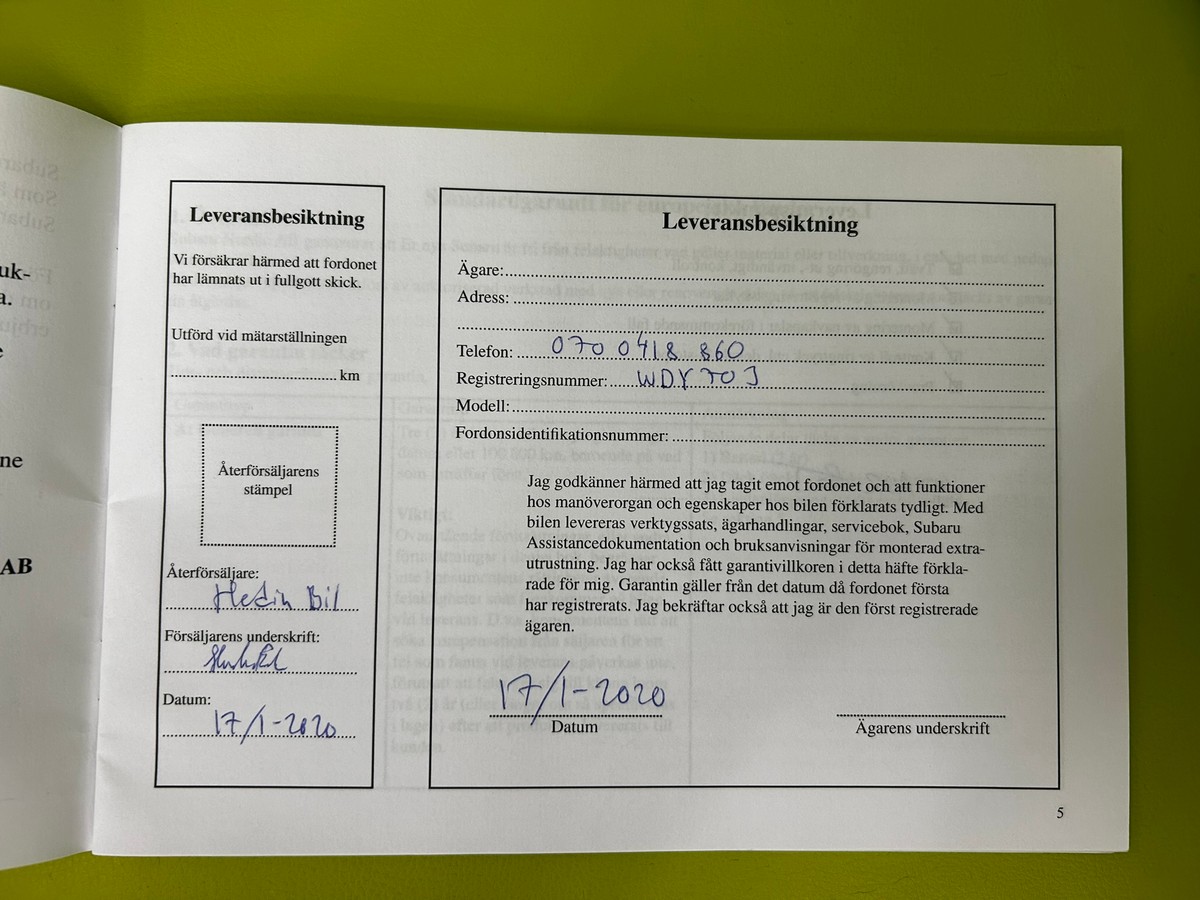 uk-
a.
ne
AB
Leveransbesiktning
Vi försäkrar härmed att fordonet
har lämnats ut i fullgott skick.
Utförd vid mätarställningen
km
Återförsäljarens
stämpel
Återförsäljare:
Hedin Bil
Försäljarens underskrift:
Datum:
17/1-2020
Leveransbesiktning
Ägare:
Adress:
Telefon: 070 0418 860
Registreringsnummer: WDY70J
Modell:
Fordonsidentifikationsnummer:
Jag godkänner härmed att jag tagit emot fordonet och att funktioner
hos manöverorgan och egenskaper hos bilen förklarats tydligt. Med
bilen levereras verktygssats, ägarhandlingar, servicebok, Subaru
Assistancedokumentation och bruksanvisningar för monterad extra-
utrustning. Jag har också fått garantivillkoren i detta häfte förkla-
rade för mig. Garantin gäller från det datum då fordonet första
har registrerats. Jag bekräftar också att jag är den först registrerade
ägaren.
17/1-2020
Datum
Ägarens underskrift
5